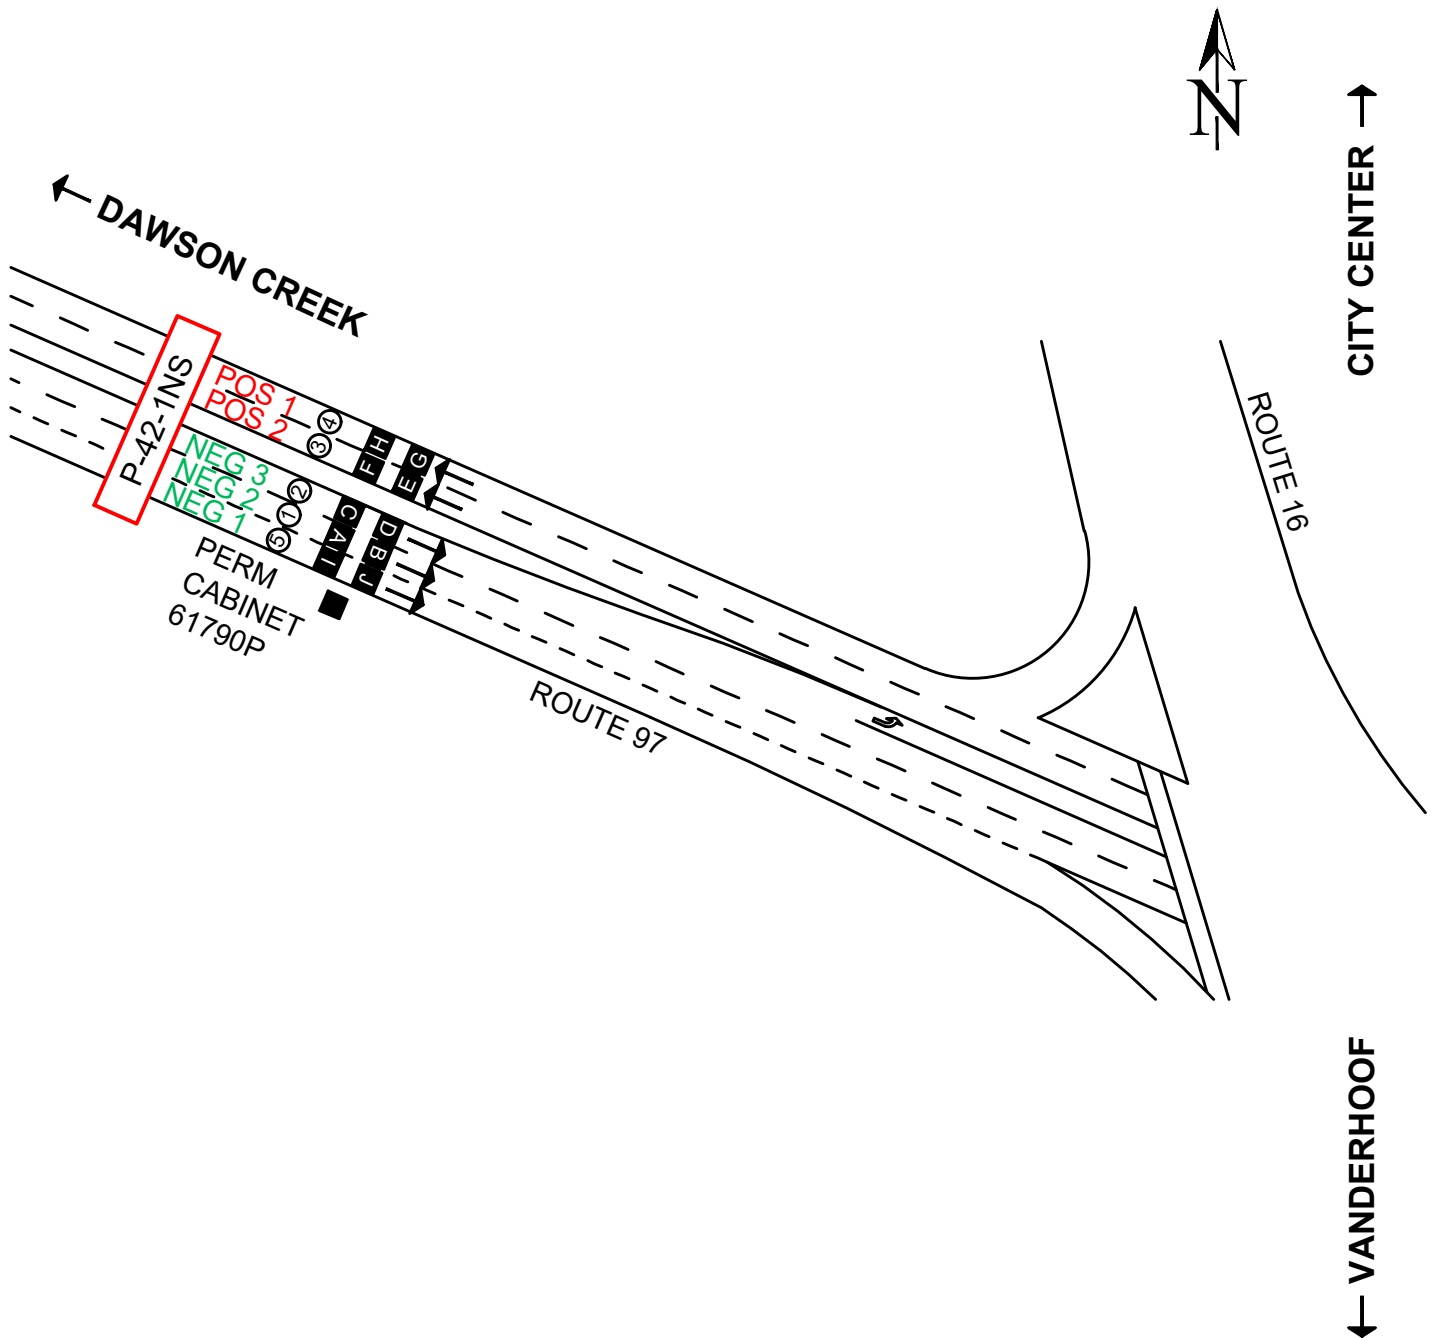 N
CITY CENTER
DAWSON CREEK
ROUTE 16
P-42-1NS
POS 1
POS 2
4
3
H
F
G
E
NEG 3
NEG 2
NEG 1
2
1
5
C
A
I
D
B
J
PERM
CABINET
61790P
ROUTE 97
VANDERHOOF